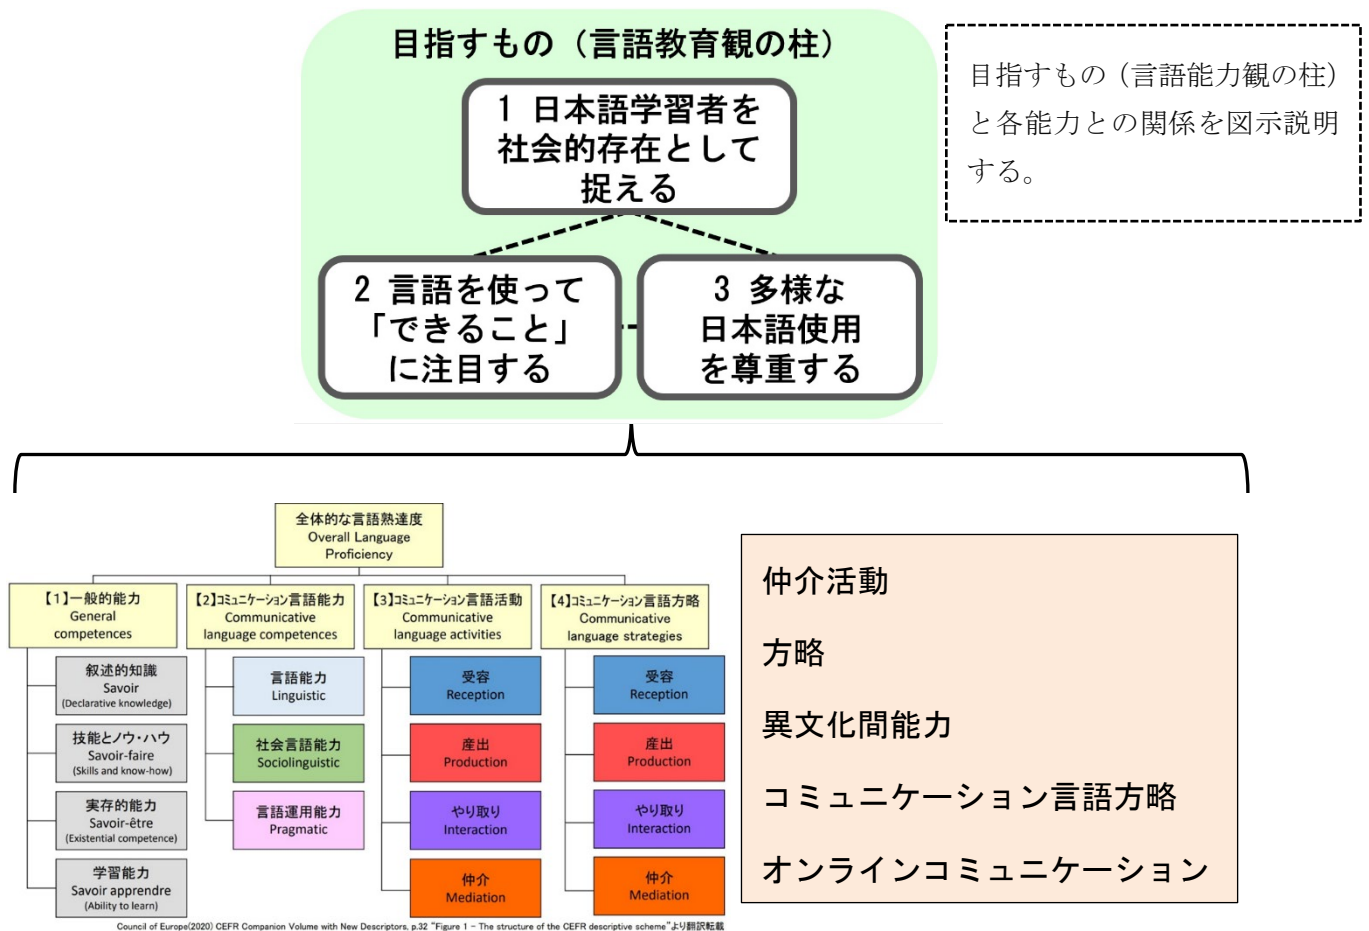 目指すもの（言語教育観の柱）
1 日本語学習者を
社会的存在として
捉える
2 言語を使って
「できること」
に注目する
3 多様な
日本語使用
を尊重する
目指すもの（言語能力観の柱）
と各能力との関係を図示説明
する。
全体的な言語熟達度
Overall Language
Proficiency
【1】一般的能力
General
competences
叙述的知識
Savoir
(Declarative knowledge)
技能とノウ・ハウ
Savoir-faire
(Skills and know-how)
実存的能力
Savoir-être
(Existential competence)
学習能力
Savoir apprendre
(Ability to learn)
【2】コミュニケーション言語能力
Communicative
language competences
言語能力
Linguistic
社会言語能力
Sociolinguistic
言語運用能力
Pragmatic
【3】コミュニケーション言語活動
Communicative
language activities
受容
Reception
産出
Production
やり取り
Interaction
仲介
Mediation
【4】コミュニケーション言語方略
Communicative
language strategies
受容
Reception
産出
Production
やり取り
Interaction
仲介
Mediation
仲介活動
方略
異文化間能力
コミュニケーション言語方略
オンラインコミュニケーション
Council of Europe(2020) CEFR Companion Volume with New Descriptors, p.32 "Figure 1 – The structure of the CEFR descriptive scheme"より翻訳転載